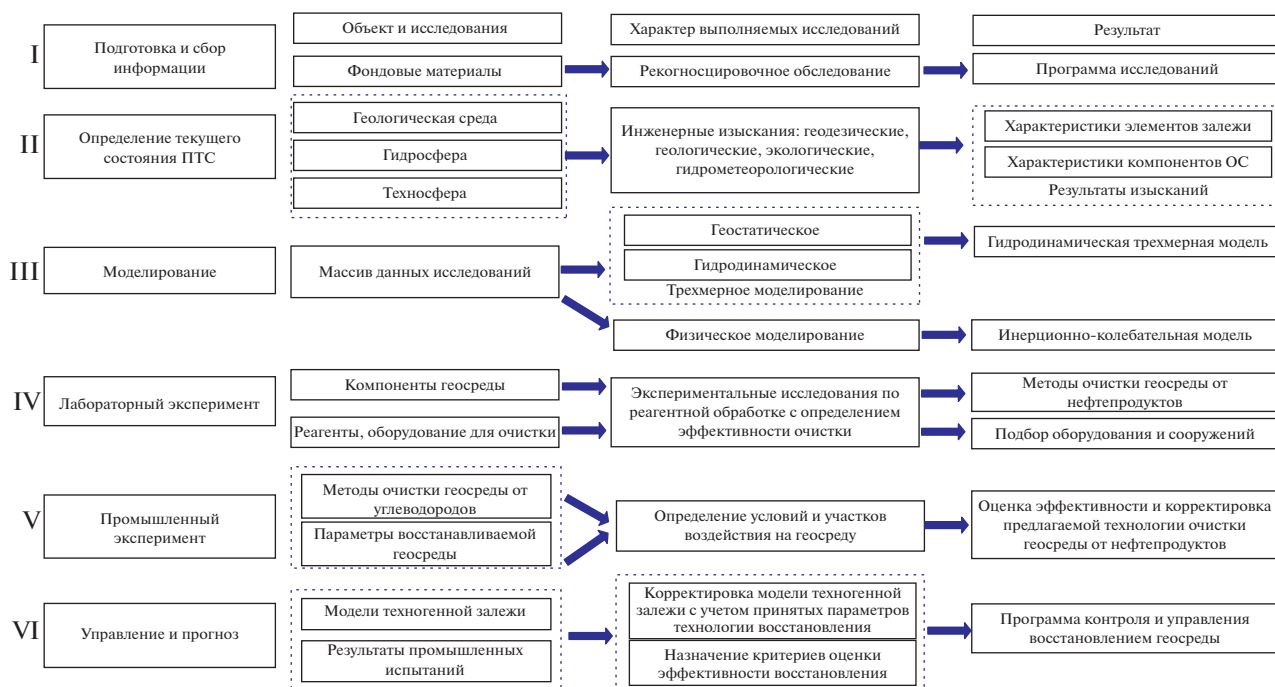 I
Подготовка и сбор
информации
Объект и исследования
Характер выполняемых исследований
Результат
Фондовые материалы
Рекогносцировочное обследование
Программа исследований
II
Определение текущего
состояния ПТС
Геологическая среда
Гидросфера
Техносфера
Инженерные изыскания: геодезические,
геологические, экологические,
гидрометеорологические
Характеристики элементов залежи
Характеристики компонентов ОС
Результаты изысканий
III
Моделирование
Массив данных исследований
Геостатическое
Гидродинамическое
Трехмерное моделирование
Гидродинамическая трехмерная модель
Физическое моделирование
Инерционно-колебательная модель
IV
Лабораторный эксперимент
Компоненты геосреды
Реагенты, оборудование для очистки
Экспериментальные исследования по
реагентной обработке с определением
эффективности очистки
Методы очистки геосреды от
нефтепродуктов
Подбор оборудования и сооружений
V
Промышленный
эксперимент
Методы очистки геосреды от
углеводородов
Параметры восстанавливаемой
геосреды
Определение условий и участков
воздействия на геосреду
Оценка эффективности и корректировка
предлагаемой технологии очистки
геосреды от нефтепродуктов
VI
Управление и прогноз
Модели техногенной залежи
Результаты промышленных
испытаний
Корректировка модели техногенной
залежи с учетом принятых параметров
технологии восстановления
Назначение критериев оценки
эффективности восстановления
Программа контроля и управления
восстановлением геосреды